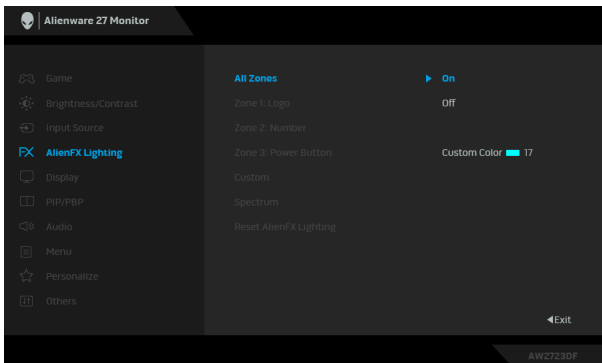 Alienware 27 Monitor
Game
All Zones
On
Brightness/Contrast
Zone 1: Logo
Off
Input Source
Zone 2: Number
FX AlienFX Lighting
Zone 3: Power Button
Custom Color 17
Display
Custom
PIP/PBP
Spectrum
Audio
Reset AlienFX Lighting
Menu
Personalize
Others
Exit
AW2723DF